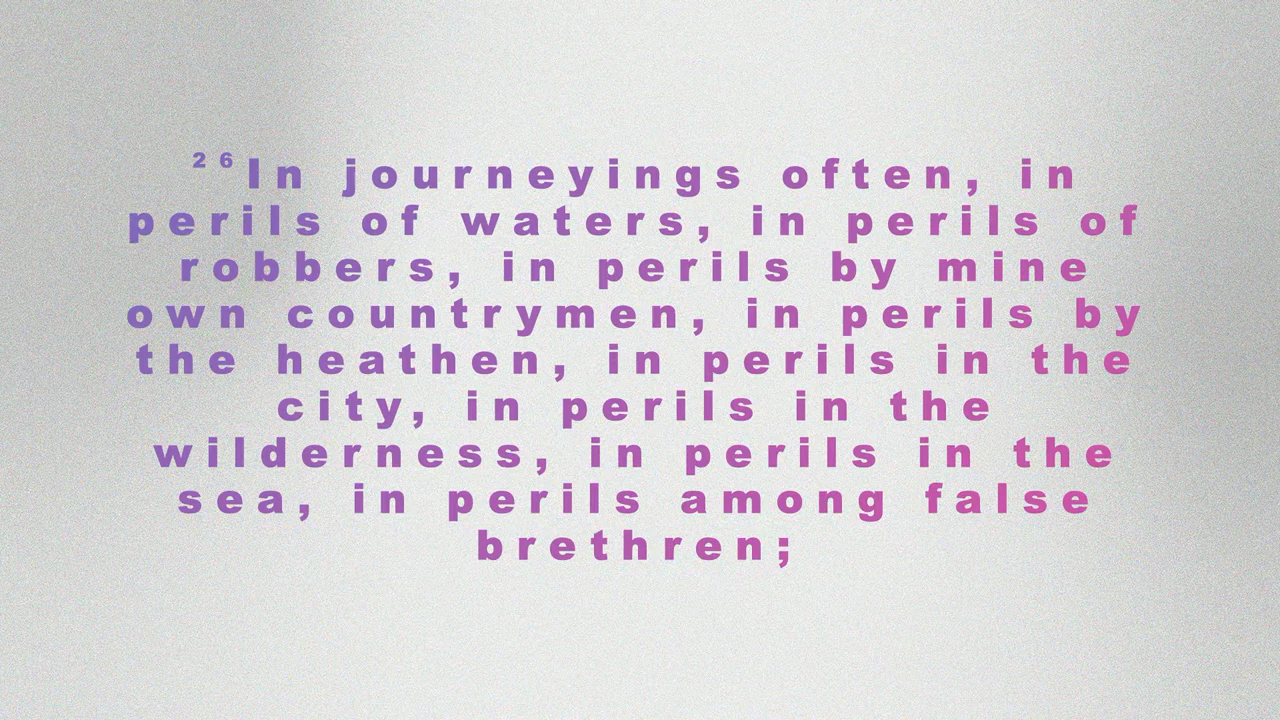 ²⁶In journeyings often, in
perils of waters, in perils of
robbers, in perils by mine
own countrymen, in perils by
the heathen, in perils in the
city, in perils in the
wilderness, in perils in the
sea, in perils among false
brethren;